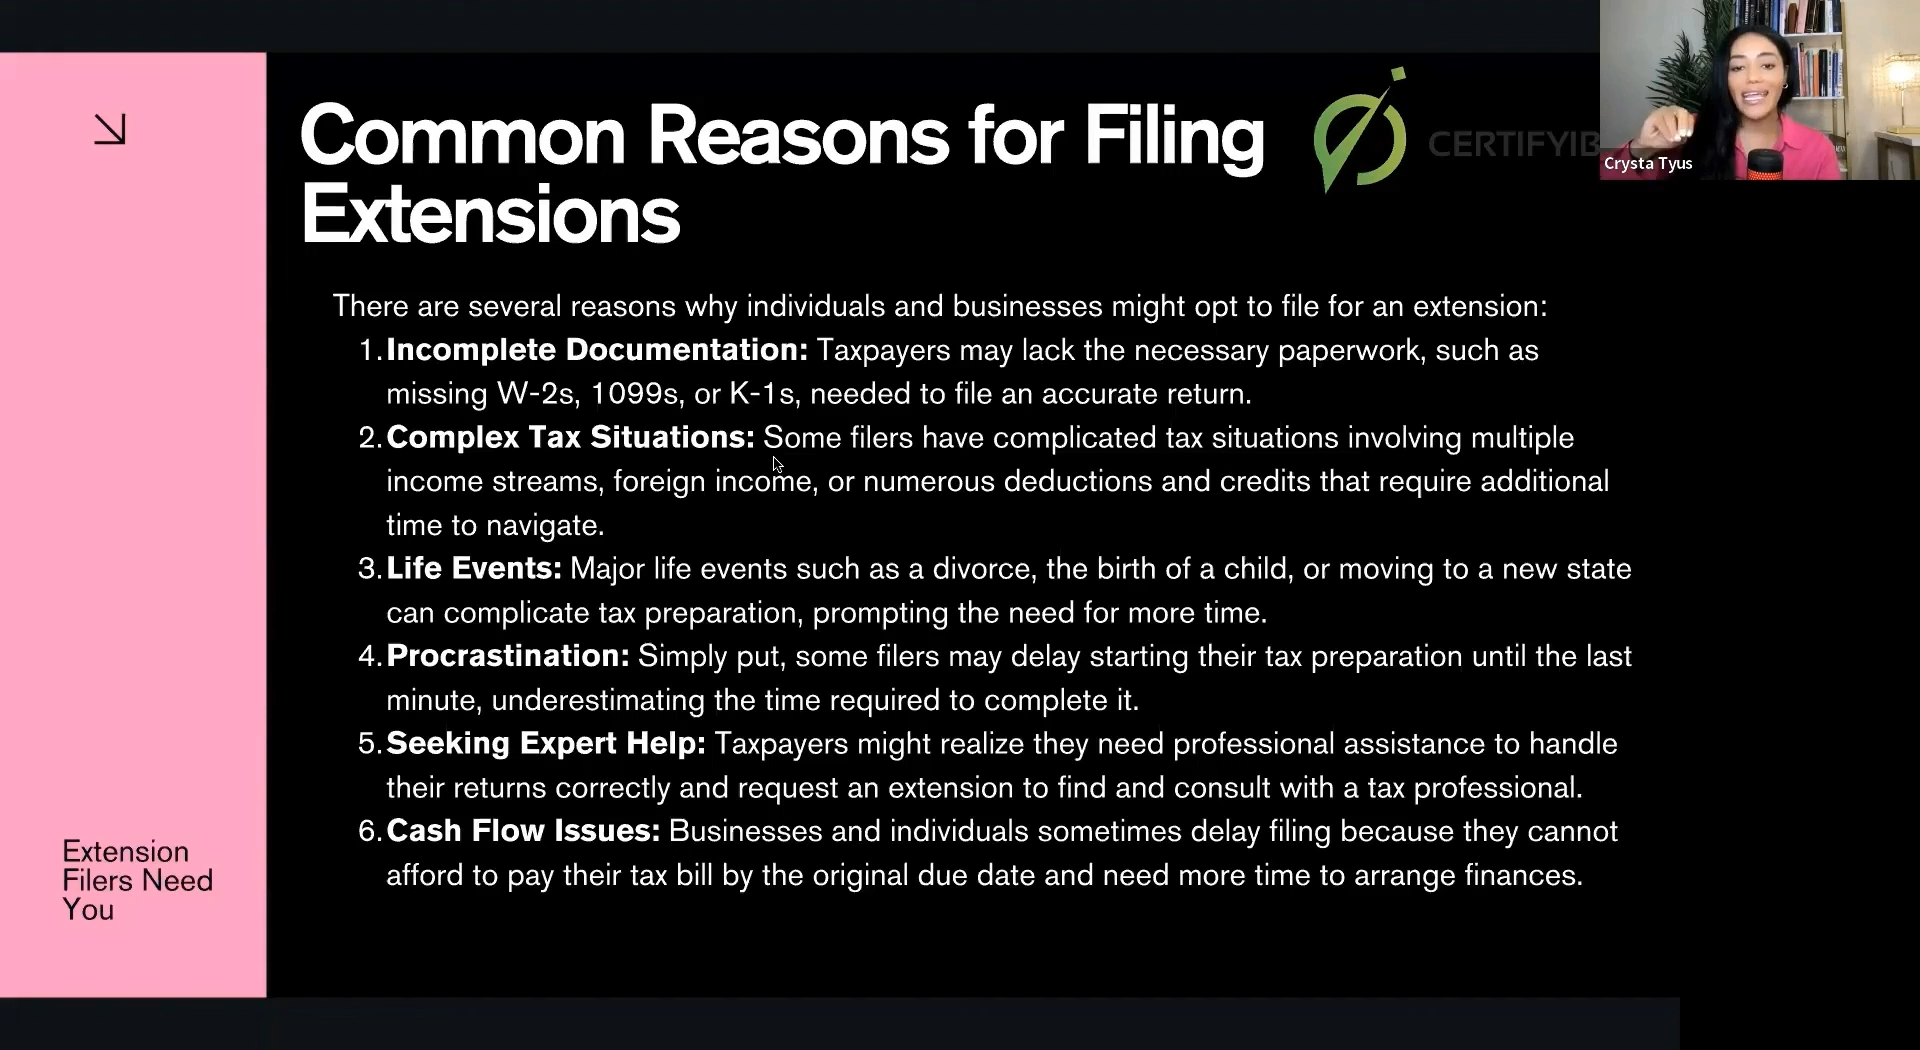 Common Reasons for Filing
Extensions
CERTIFYIB
Crysta Tyus
There are several reasons why individuals and businesses might opt to file for an extension:
1. Incomplete Documentation: Taxpayers may lack the necessary paperwork, such as
missing W-2s, 1099s, or K-1s, needed to file an accurate return.
2. Complex Tax Situations: Some filers have complicated tax situations involving multiple
income streams, foreign income, or numerous deductions and credits that require additional
time to navigate.
3. Life Events: Major life events such as a divorce, the birth of a child, or moving to a new state
can complicate tax preparation, prompting the need for more time.
4. Procrastination: Simply put, some filers may delay starting their tax preparation until the last
minute, underestimating the time required to complete it.
5. Seeking Expert Help: Taxpayers might realize they need professional assistance to handle
their returns correctly and request an extension to find and consult with a tax professional.
6. Cash Flow Issues: Businesses and individuals sometimes delay filing because they cannot
afford to pay their tax bill by the original due date and need more time to arrange finances.
Extension
Filers Need
You